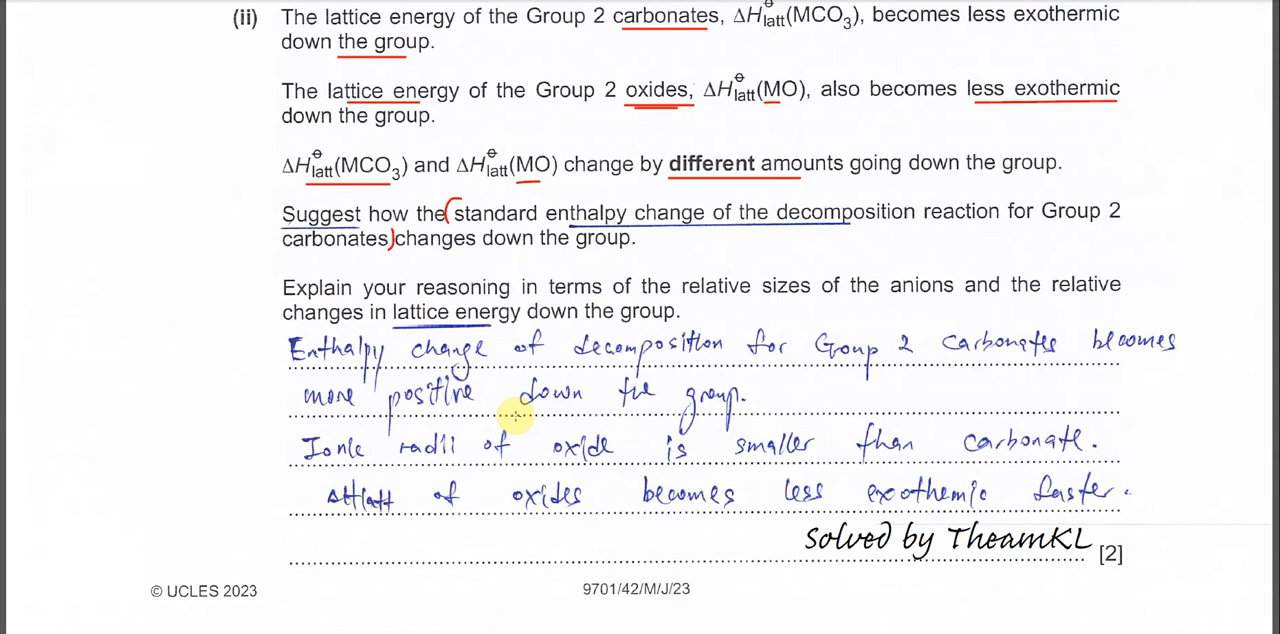 (ii) The lattice energy of the Group 2 carbonates, ΔH⦵latt(MCO₃), becomes less exothermic
down the group.
The lattice energy of the Group 2 oxides, ΔH⦵latt(MO), also becomes less exothermic
down the group.
ΔH⦵latt(MCO₃) and ΔH⦵latt(MO) change by different amounts going down the group.
Suggest how the (standard enthalpy change of the decomposition reaction for Group 2
carbonates) changes down the group.
Explain your reasoning in terms of the relative sizes of the anions and the relative
changes in lattice energy down the group.
Enthalpy change of decomposition for Group 2 carbonates becomes
more positive down the group.
Ionic radii of oxide is smaller than carbonate.
ΔHlatt of oxides becomes less exothemic faster.
Solved by TheamKL
[2]
© UCLES 2023 9701/42/M/J/23